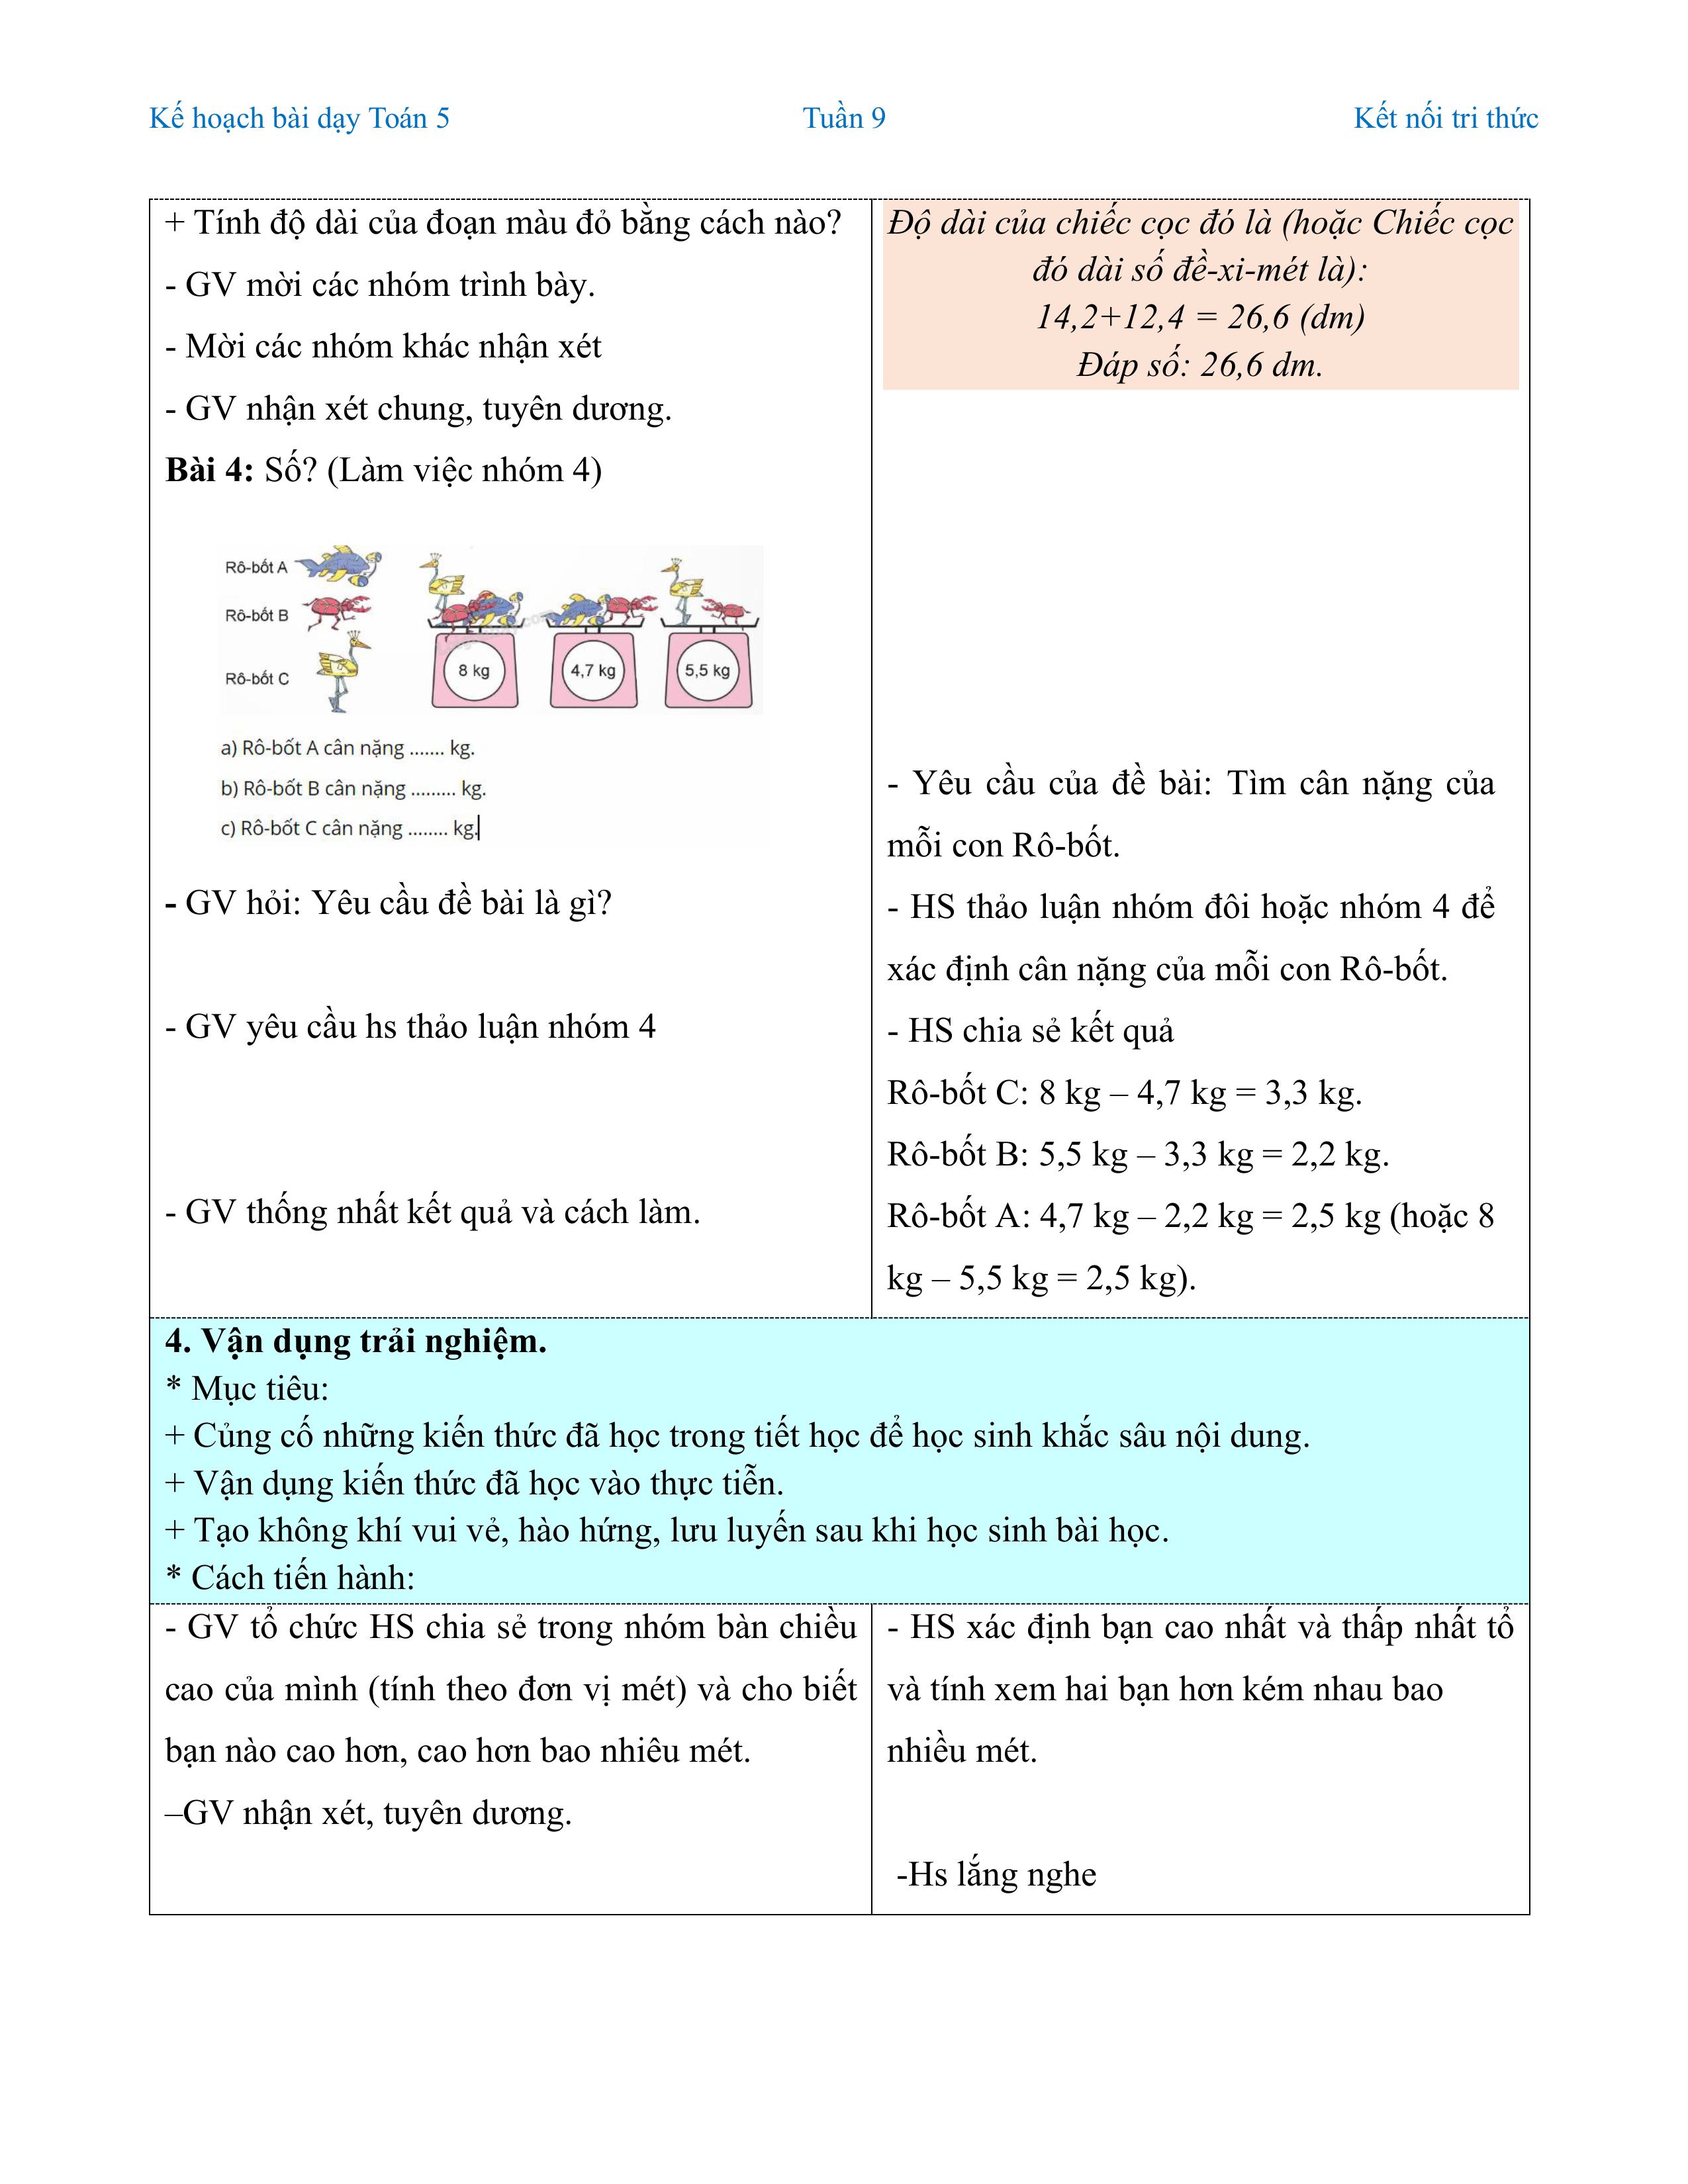 Kế hoạch bài dạy Toán 5 Tuần 9 Kết nối tri thức
+ Tính độ dài của đoạn màu đỏ bằng cách nào?
- GV mời các nhóm trình bày.
- Mời các nhóm khác nhận xét
- GV nhận xét chung, tuyên dương.
Bài 4: Số? (Làm việc nhóm 4)
Rô-bốt A
Rô-bốt B
Rô-bốt C
8 kg
4,7 kg
5,5 kg
a) Rô-bốt A cân nặng ....... kg.
b) Rô-bốt B cân nặng ......... kg.
c) Rô-bốt C cân nặng ........ kg.
- GV hỏi: Yêu cầu đề bài là gì?
- GV yêu cầu hs thảo luận nhóm 4
- GV thống nhất kết quả và cách làm.
Độ dài của chiếc cọc đó là (hoặc Chiếc cọc
đó dài số đề-xi-mét là):
14,2+12,4 = 26,6 (dm)
Đáp số: 26,6 dm.
- Yêu cầu của đề bài: Tìm cân nặng của
mỗi con Rô-bốt.
- HS thảo luận nhóm đôi hoặc nhóm 4 để
xác định cân nặng của mỗi con Rô-bốt.
- HS chia sẻ kết quả
Rô-bốt C: 8 kg – 4,7 kg = 3,3 kg.
Rô-bốt B: 5,5 kg – 3,3 kg = 2,2 kg.
Rô-bốt A: 4,7 kg – 2,2 kg = 2,5 kg (hoặc 8
kg – 5,5 kg = 2,5 kg).
4. Vận dụng trải nghiệm.
* Mục tiêu:
+ Củng cố những kiến thức đã học trong tiết học để học sinh khắc sâu nội dung.
+ Vận dụng kiến thức đã học vào thực tiễn.
+ Tạo không khí vui vẻ, hào hứng, lưu luyến sau khi học sinh bài học.
* Cách tiến hành:
- GV tổ chức HS chia sẻ trong nhóm bàn chiều
cao của mình (tính theo đơn vị mét) và cho biết
bạn nào cao hơn, cao hơn bao nhiêu mét.
–GV nhận xét, tuyên dương.
- HS xác định bạn cao nhất và thấp nhất tổ
và tính xem hai bạn hơn kém nhau bao
nhiều mét.
-Hs lắng nghe